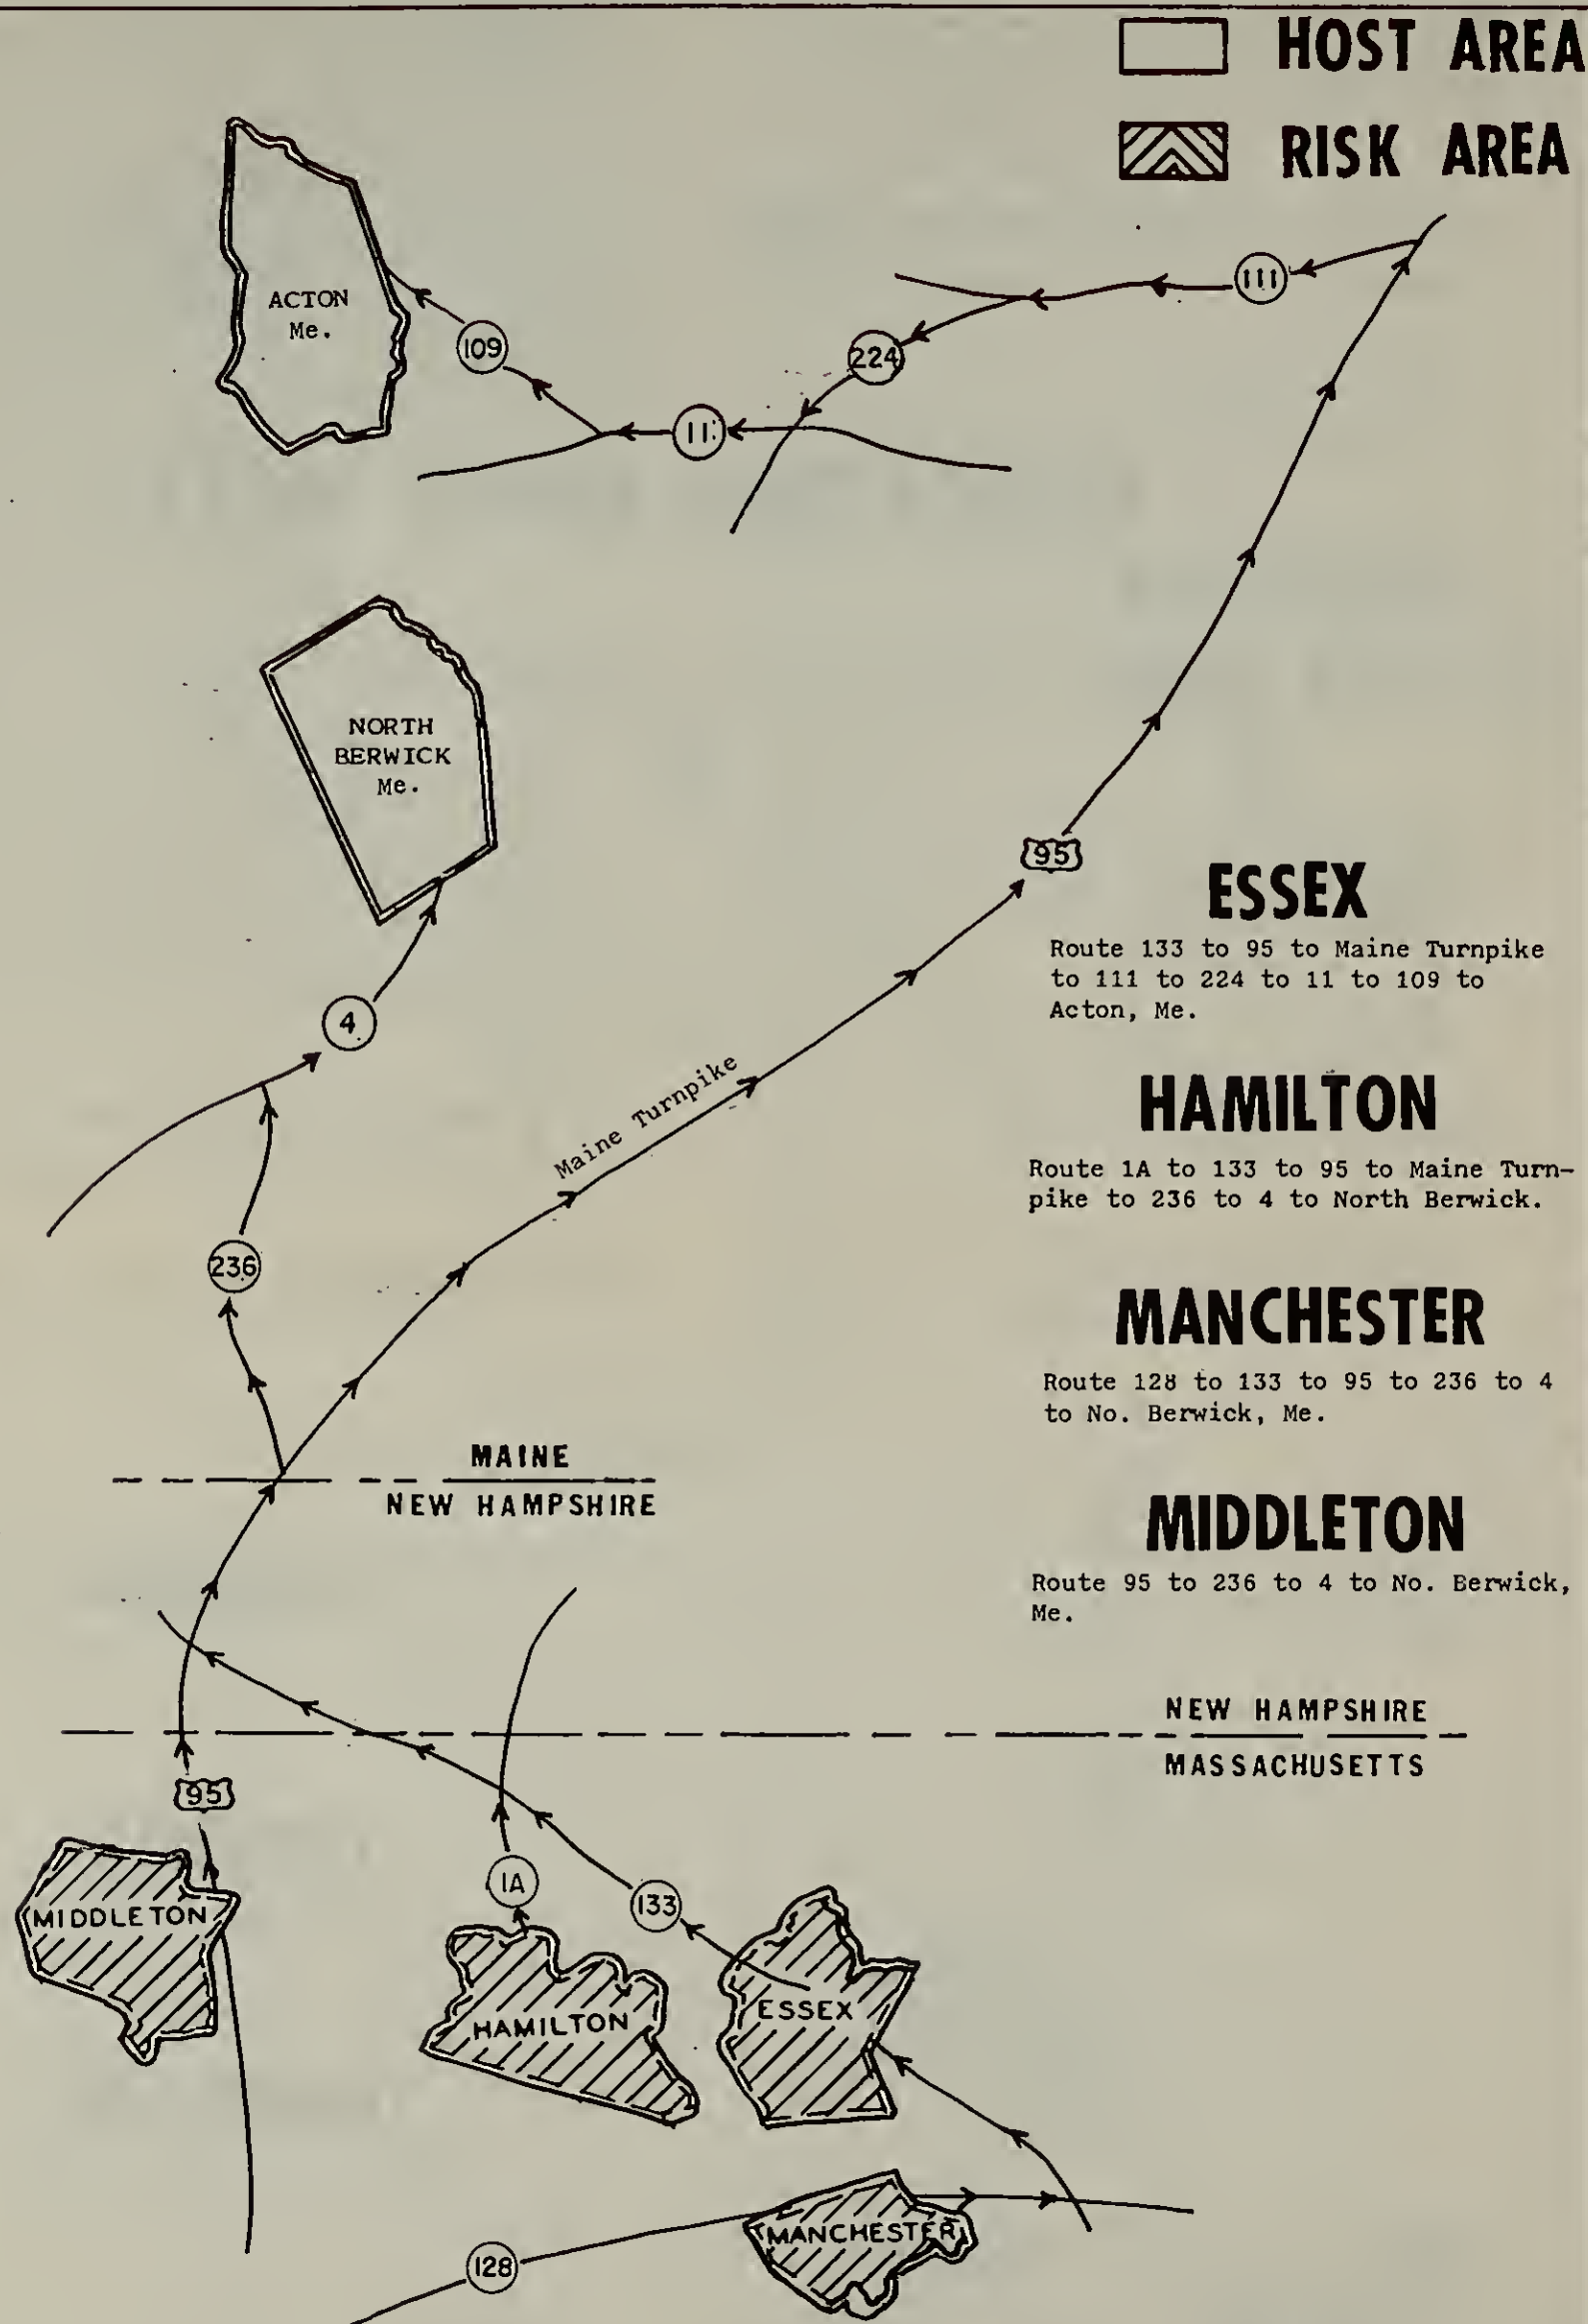 HOST AREA
RISK AREA
ACTON
Me.
109
11
224
111
NORTH
BERWICK
Me.
4
236
Maine Turnpike
95
ESSEX
Route 133 to 95 to Maine Turnpike
to 111 to 224 to 11 to 109 to
Acton, Me.
HAMILTON
Route 1A to 133 to 95 to Maine Turn-
pike to 236 to 4 to North Berwick.
MANCHESTER
Route 128 to 133 to 95 to 236 to 4
to No. Berwick, Me.
MIDDLETON
Route 95 to 236 to 4 to No. Berwick,
Me.
MAINE
NEW HAMPSHIRE
NEW HAMPSHIRE
MASSACHUSETTS
95
1A
133
MIDDLETON
HAMILTON
ESSEX
MANCHESTER
128